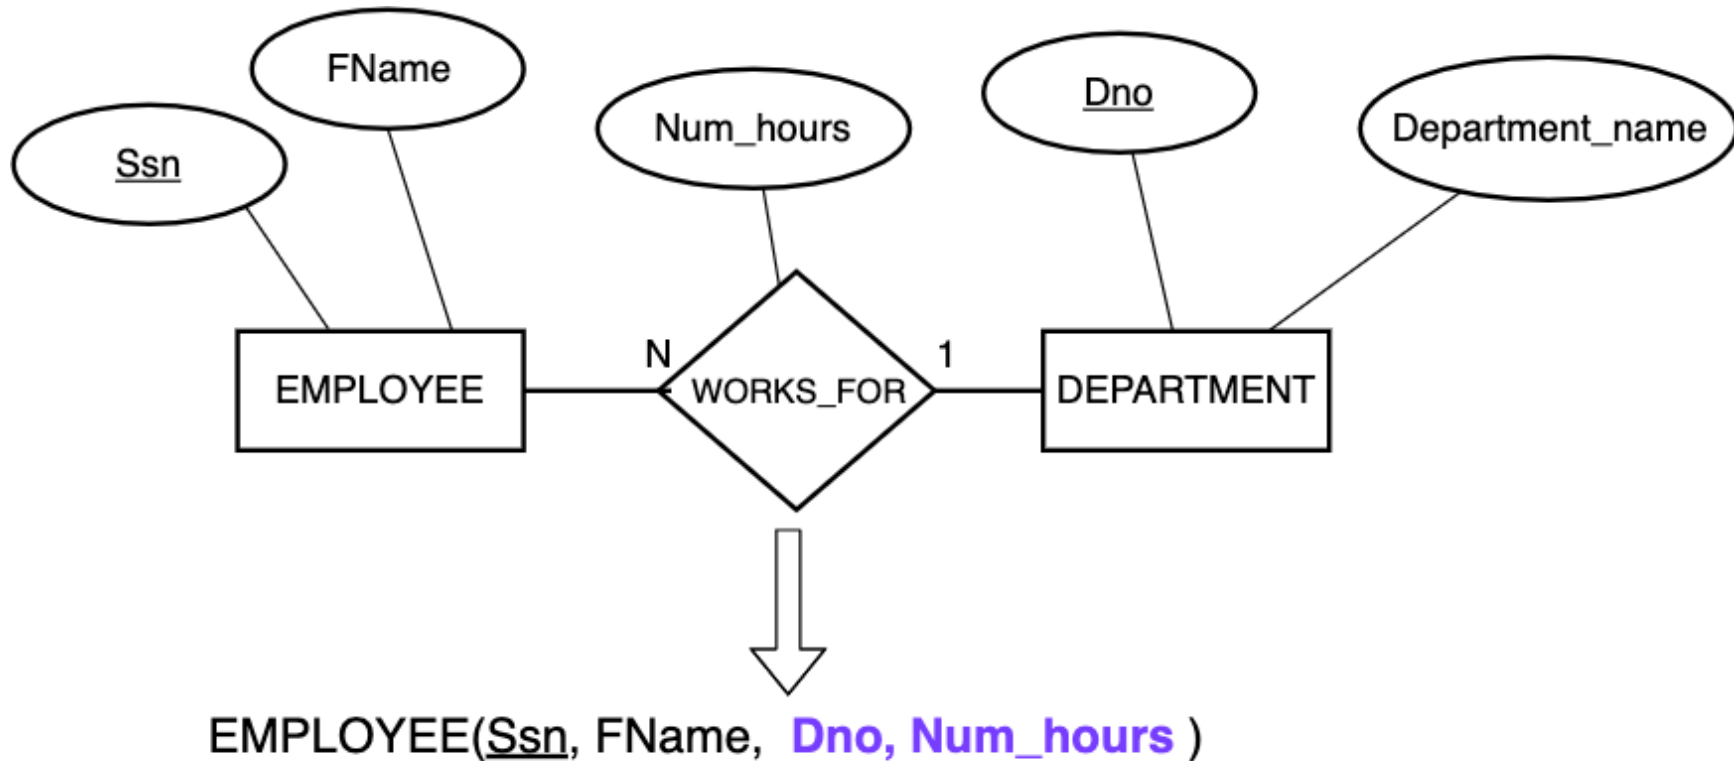 FName
Ssn
Num_hours
Dno
Department_name
N
1
EMPLOYEE
WORKS_FOR
DEPARTMENT
EMPLOYEE(Ssn, FName, Dno, Num_hours )